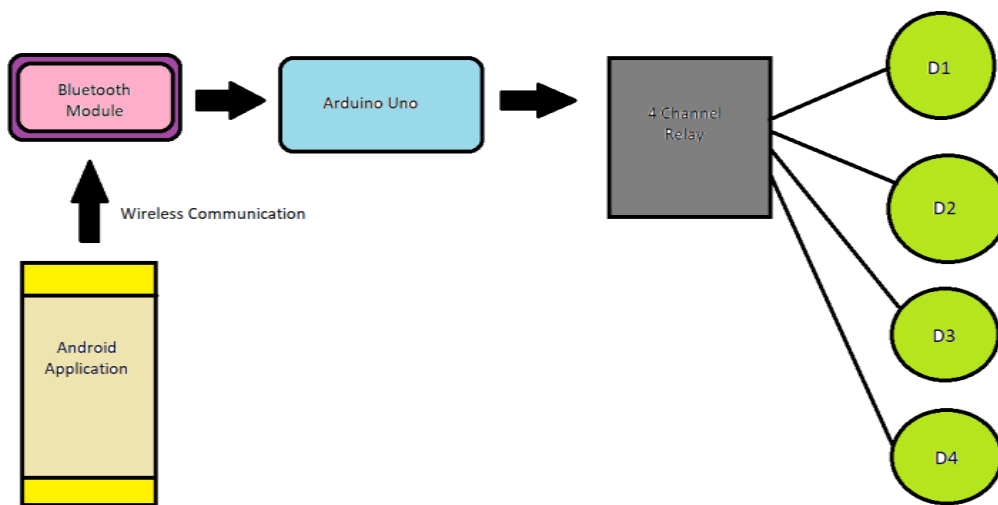 Bluetooth
Module
Arduino Uno
4 Channel
Relay
D1
D2
D3
D4
Wireless Communication
Android
Application